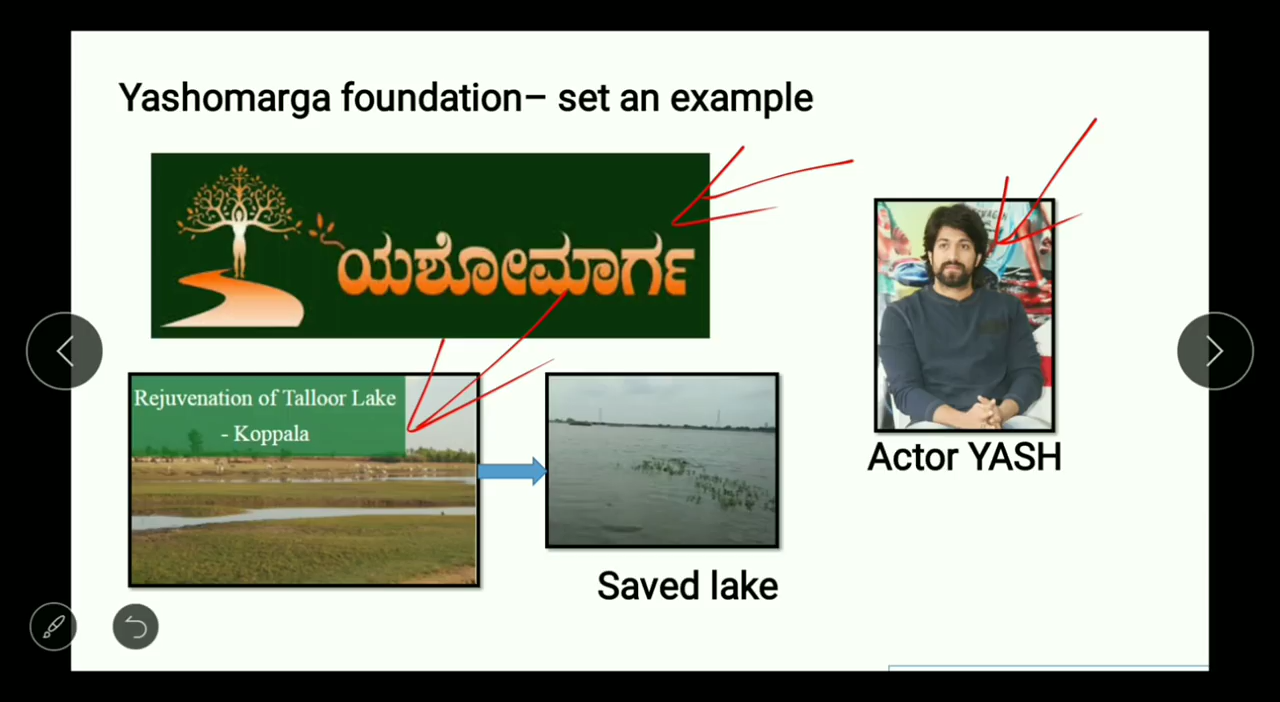 Yashomarga foundation– set an example
ಯಶೋಮಾರ್ಗ
Rejuvenation of Talloor Lake
- Koppala
Actor YASH
Saved lake